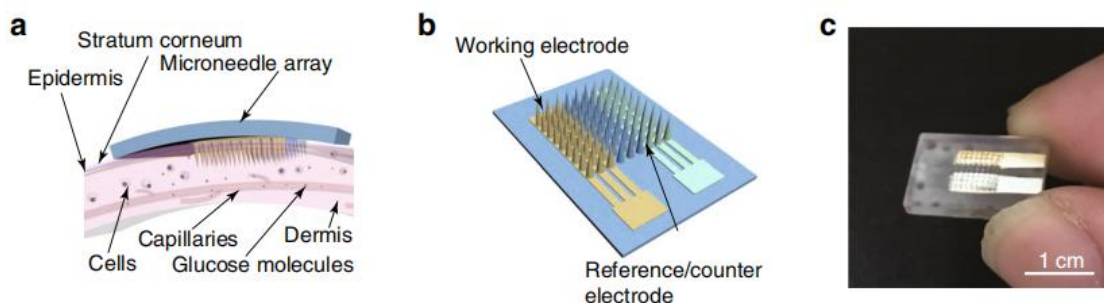 a
Stratum corneum
Microneedle array
Epidermis
Capillaries
Dermis
Cells
Glucose molecules
b
Working electrode
Reference/counter
electrode
c
1 cm